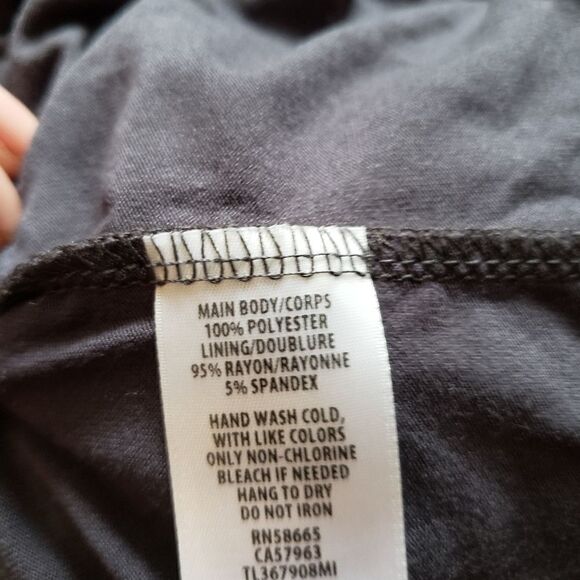 MAIN BODY/CORPS
100% POLYESTER
LINING/DOUBLURE
95% RAYON/RAYONNE
5% SPANDEX
HAND WASH COLD,
WITH LIKE COLORS
ONLY NON-CHLORINE
BLEACH IF NEEDED
HANG TO DRY
DO NOT IRON
RN58665
CA57963
TL367908MI